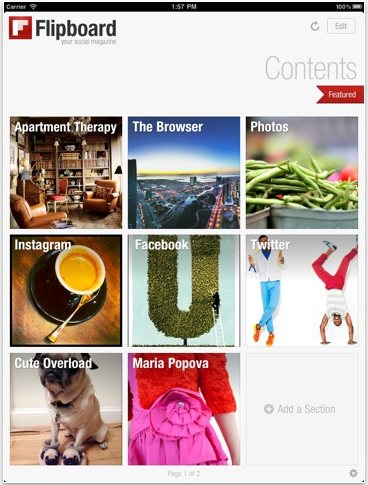 Carrier 1:57 PM 100%
Flipboard
your social magazine
Edit
Contents
Featured
Apartment Therapy
The Browser
Photos
Instagram
Facebook
Twitter
Cute Overload
Maria Popova
Add a Section
Page 1 of 2